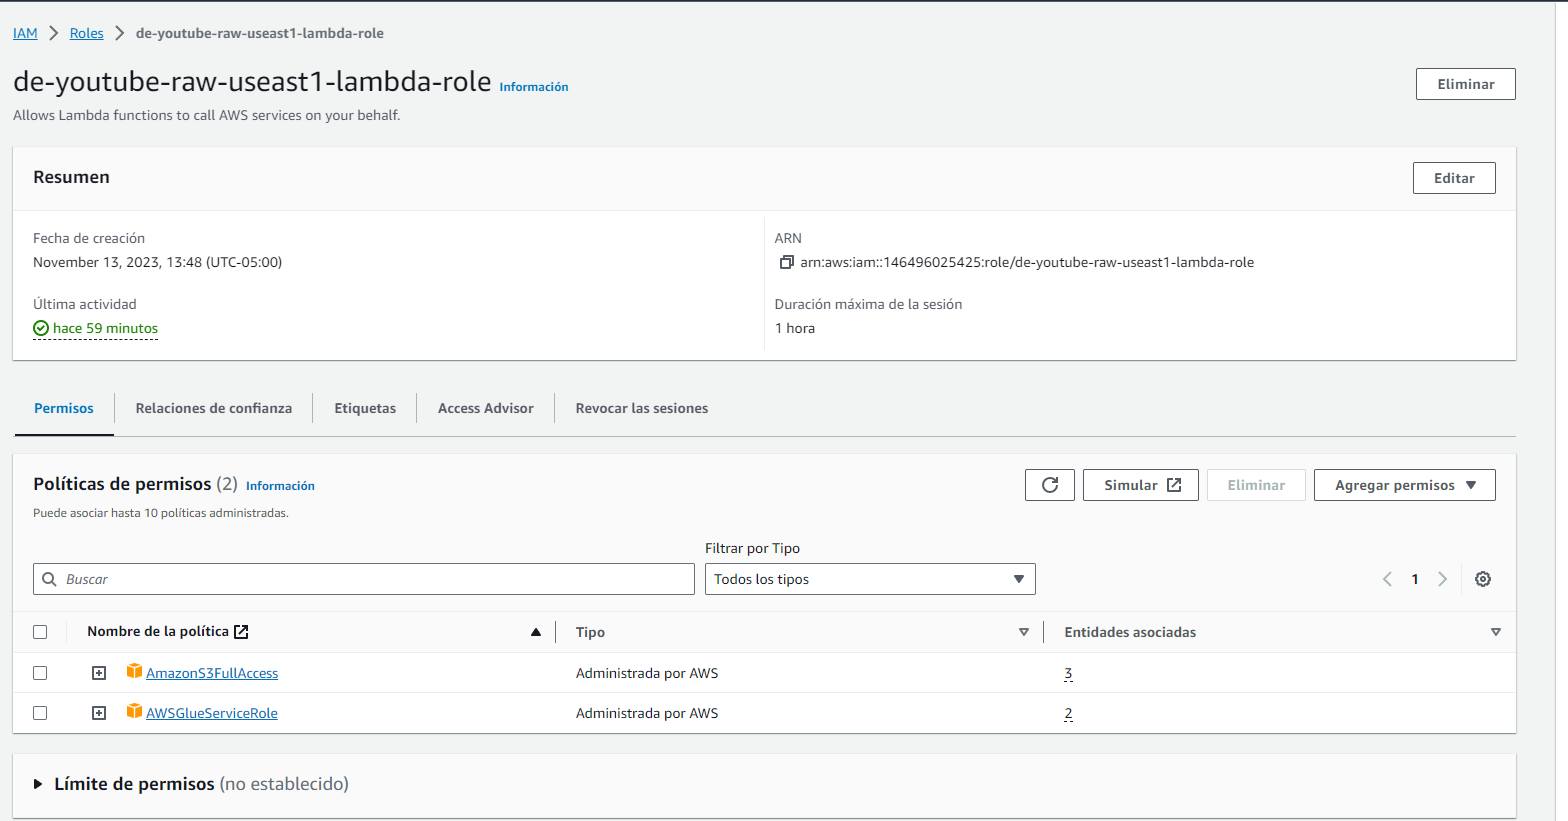 IAM > Roles > de-youtube-raw-useast1-lambda-role
de-youtube-raw-useast1-lambda-role Información
Eliminar
Allows Lambda functions to call AWS services on your behalf.
Resumen
Editar
Fecha de creación
November 13, 2023, 13:48 (UTC-05:00)
ARN
arn:aws:iam::146496025425:role/de-youtube-raw-useast1-lambda-role
Última actividad
hace 59 minutos
Duración máxima de la sesión
1 hora
Permisos Relaciones de confianza Etiquetas Access Advisor Revocar las sesiones
Políticas de permisos (2) Información
Simular Eliminar Agregar permisos
Puede asociar hasta 10 políticas administradas.
Filtrar por Tipo
Buscar Todos los tipos 1
Nombre de la política Tipo Entidades asociadas
AmazonS3FullAccess Administrada por AWS 3
AWSGlueServiceRole Administrada por AWS 2
Límite de permisos (no establecido)